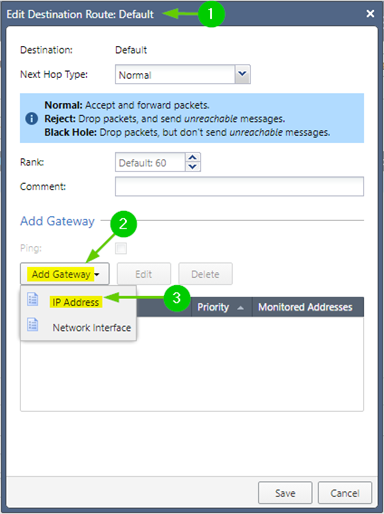 Edit Destination Route: Default
1
Destination: Default
Next Hop Type: Normal
Normal: Accept and forward packets.
Reject: Drop packets, and send unreachable messages.
Black Hole: Drop packets, but don't send unreachable messages.
Rank: Default: 60
Comment:
Add Gateway
2
Ping:
Add Gateway Edit Delete
IP Address
3
Priority Monitored Addresses
Network Interface
Save Cancel